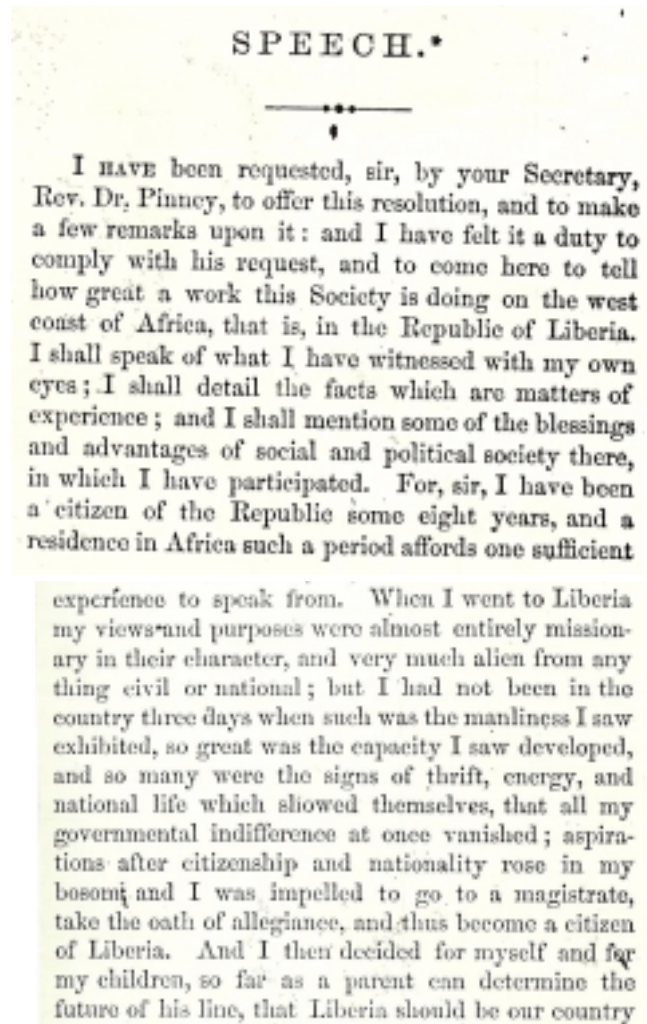 SPEECH.*
I HAVE been requested, sir, by your Secretary,
Rev. Dr. Pinney, to offer this resolution, and to make
a few remarks upon it: and I have felt it a duty to
comply with his request, and to come here to tell
how great a work this Society is doing on the west
coast of Africa, that is, in the Republic of Liberia.
I shall speak of what I have witnessed with my own
eyes; I shall detail the facts which are matters of
experience; and I shall mention some of the blessings
and advantages of social and political society there,
in which I have participated. For, sir, I have been
a citizen of the Republic some eight years, and a
residence in Africa such a period affords one sufficient
experience to speak from. When I went to Liberia
my views and purposes were almost entirely mission-
ary in their character, and very much alien from any
thing civil or national; but I had not been in the
country three days when such was the manliness I saw
exhibited, so great was the capacity I saw developed,
and so many were the signs of thrift, energy, and
national life which showed themselves, that all my
governmental indifference at once vanished; aspira-
tions after citizenship and nationality rose in my
bosom; and I was impelled to go to a magistrate,
take the oath of allegiance, and thus become a citizen
of Liberia. And I then decided for myself and for
my children, so far as a parent can determine the
future of his line, that Liberia should be our country